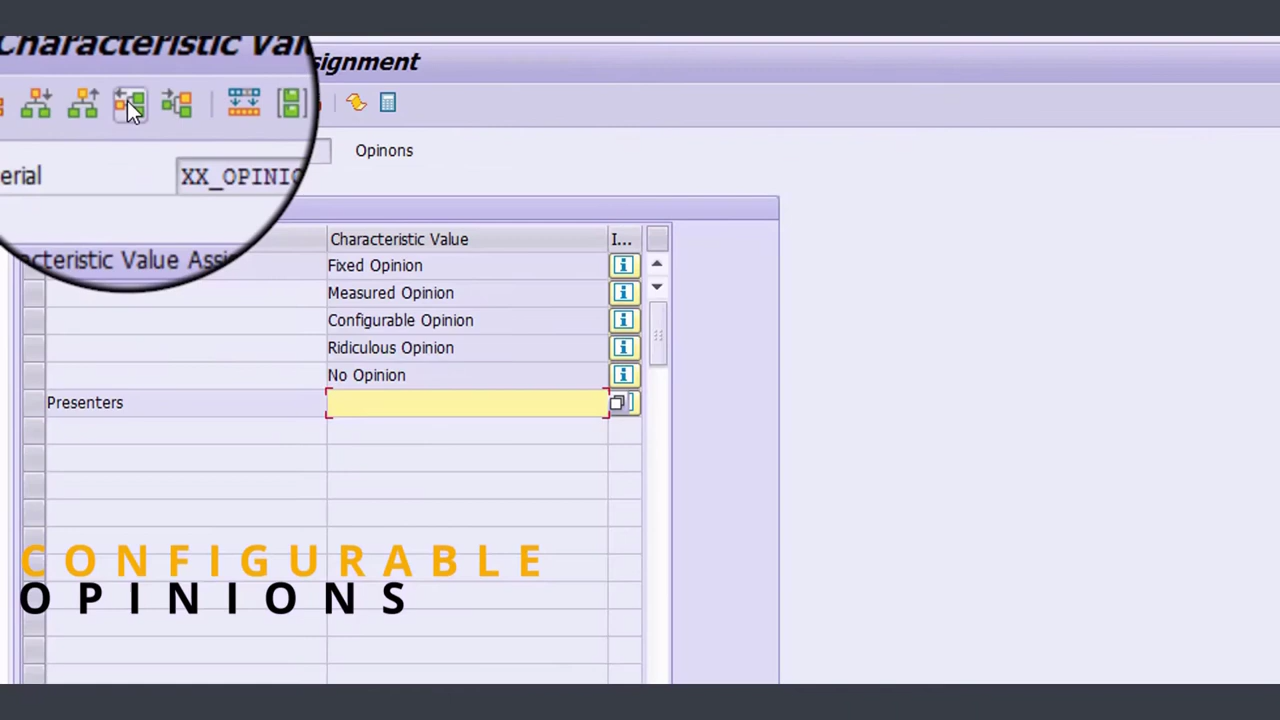 Characteristic Val
signment
erial
XX_OPINIO
Opinons
cteristic Value Assi
Characteristic Value
I...
Fixed Opinion
Measured Opinion
Configurable Opinion
Ridiculous Opinion
No Opinion
Presenters
CONFIGURABLE
OPINIONS